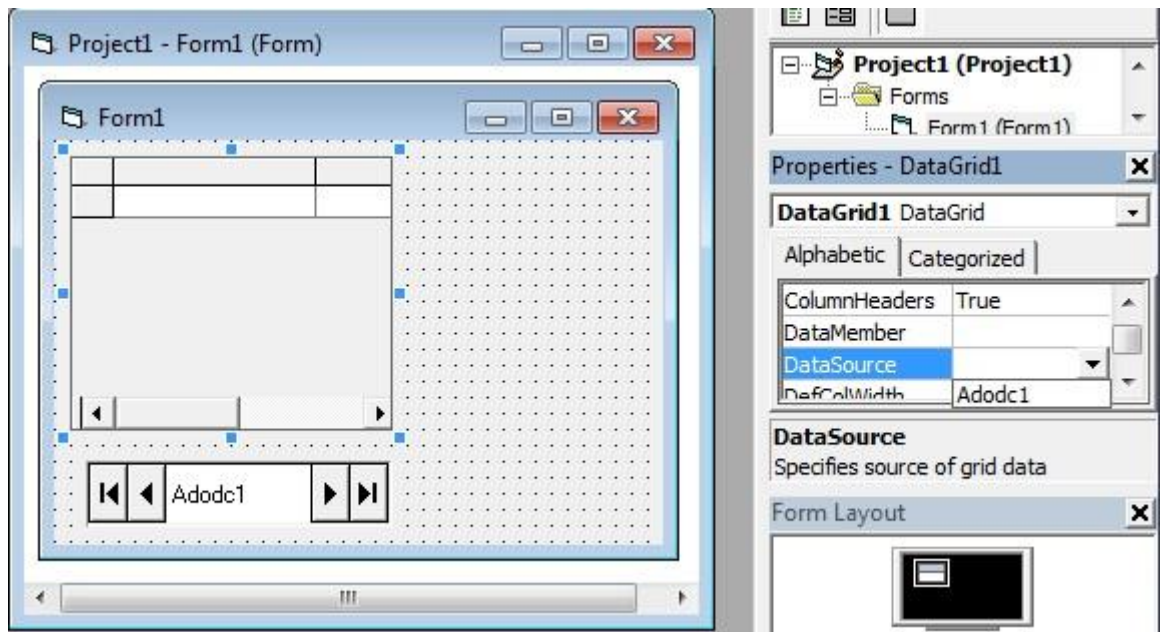 Project1 - Form1 (Form)
Form1
Adodc1
Project1 (Project1)
Forms
Form1 (Form1)
Properties - DataGrid1
DataGrid1 DataGrid
Alphabetic Categorized
ColumnHeaders True
DataMember
DataSource
DefColWidth
Adodc1
DataSource
Specifies source of grid data
Form Layout